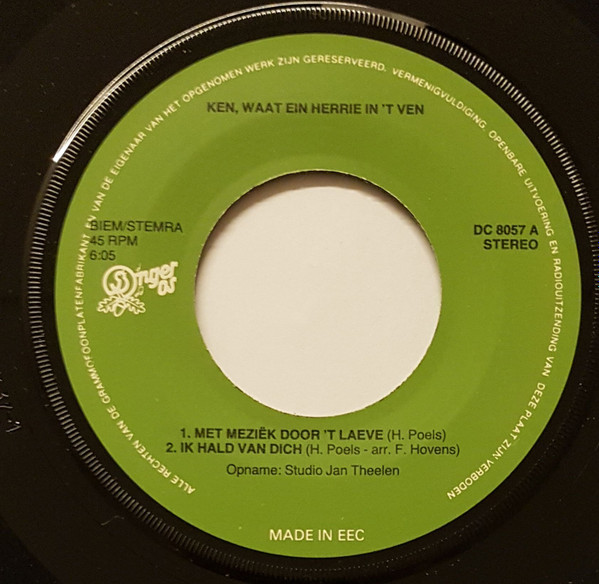 ALLE RECHTEN VAN DE GRAMMOFOONPLATENFABRIKANT EN VAN DE EIGENAAR VAN HET OPGENOMEN WERK ZIJN GERESERVEERD. VERMENIGVULDIGING, OPENBARE UITVOERING EN RADIOUITZENDING VAN DEZE PLAAT ZIJN VERBODEN
KEN, WAAT EIN HERRIE IN 'T VEN
BIEM/STEMRA
45 RPM
6:05
DC 8057 A
STEREO
Ónger
ós
1. MET MEZIËK DOOR 'T LAEVE (H. Poels)
2. IK HALD VAN DICH (H. Poels - arr. F. Hovens)
Opname: Studio Jan Theelen
MADE IN EEC